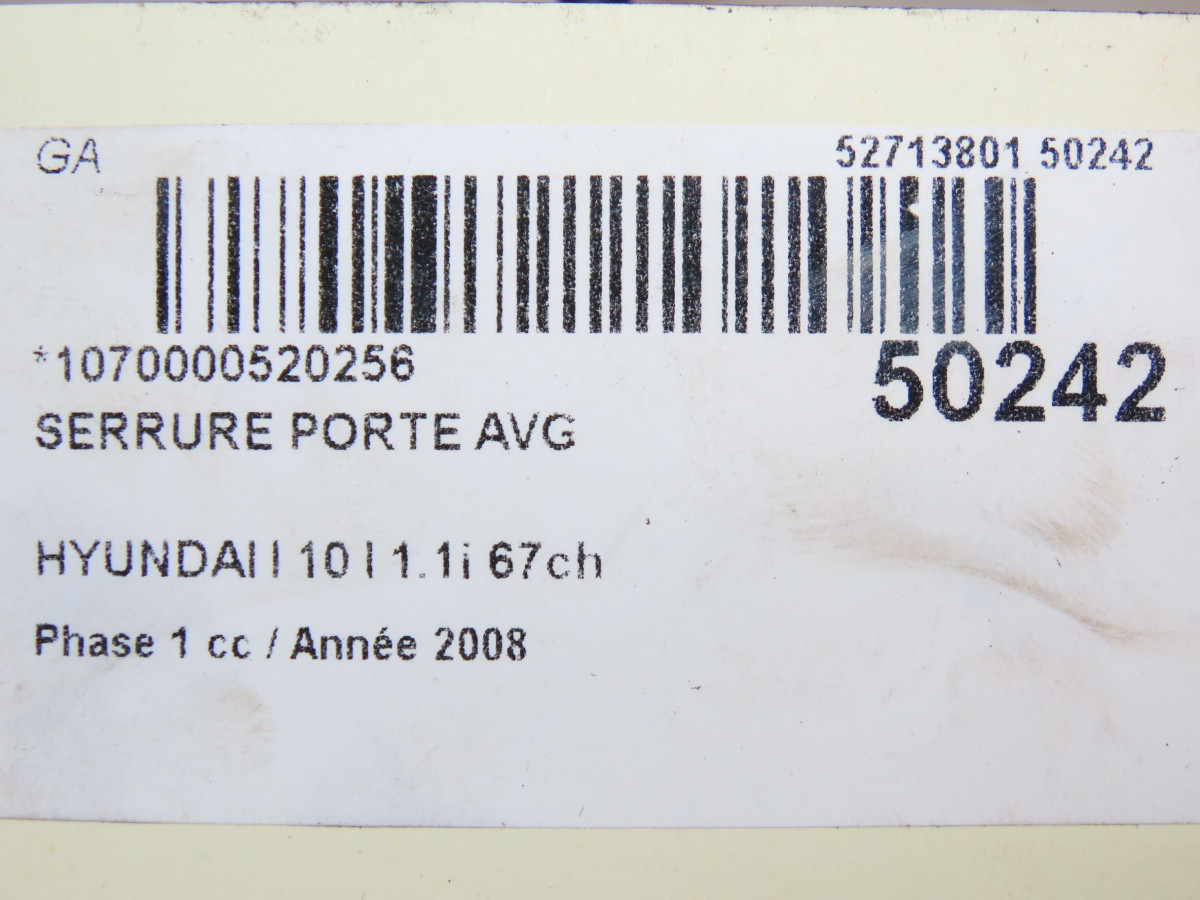 GA
52713801 50242
*1070000520256
50242
SERRURE PORTE AVG
HYUNDAI I 10 I 1.1i 67ch
Phase 1 cc / Année 2008